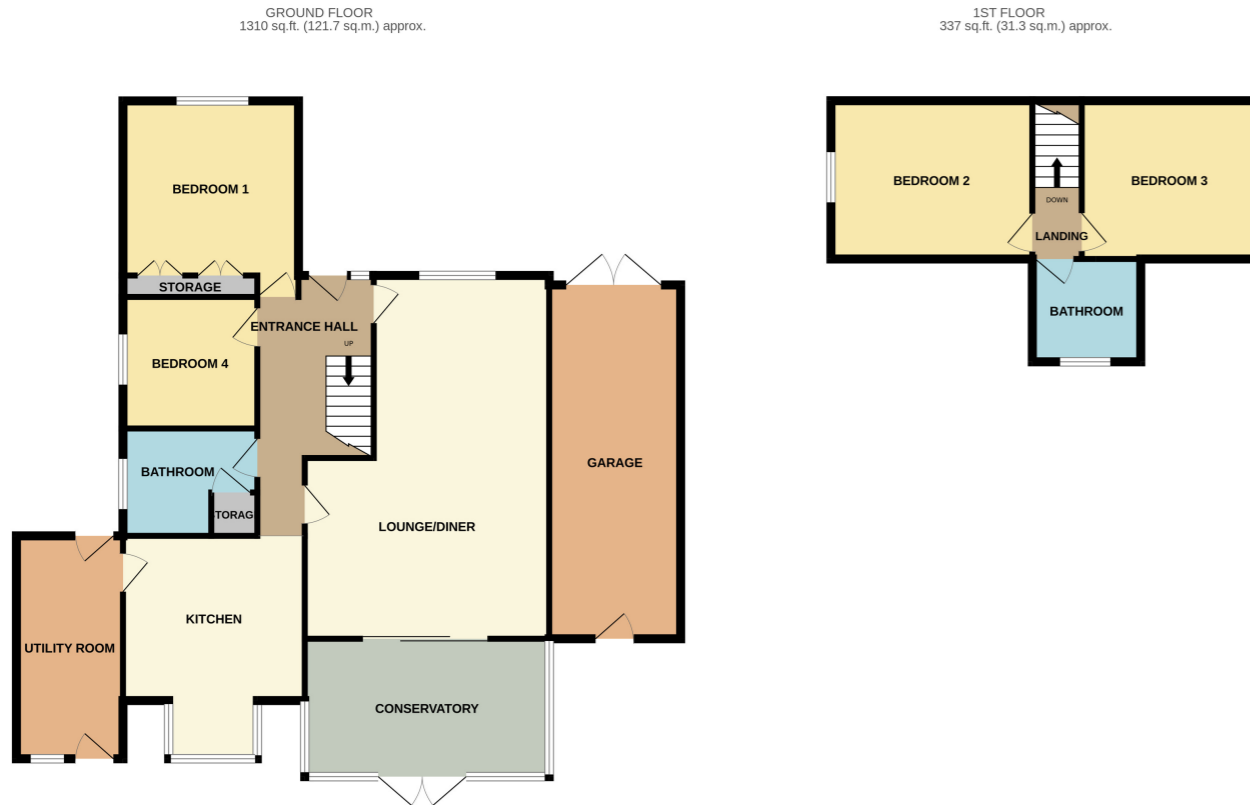 GROUND FLOOR
1310 sq.ft. (121.7 sq.m.) approx.
1ST FLOOR
337 sq.ft. (31.3 sq.m.) approx.
BEDROOM 1
STORAGE
ENTRANCE HALL
UP
BEDROOM 4
BATHROOM
TORAG
LOUNGE/DINER
GARAGE
KITCHEN
UTILITY ROOM
CONSERVATORY
BEDROOM 2
BEDROOM 3
DOWN
LANDING
BATHROOM